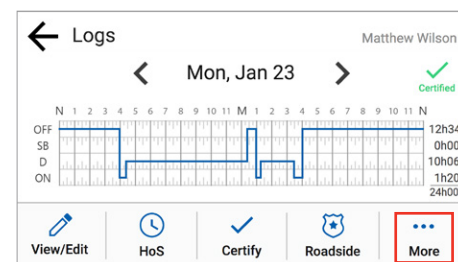 Logs
Matthew Wilson
Mon, Jan 23
Certified
N 1 2 3 4 5 6 7 8 9 10 11 M 1 2 3 4 5 6 7 8 9 10 11 N
OFF 12h34
SB 0h00
D 10h06
ON 1h20
24h00
View/Edit HoS Certify Roadside More